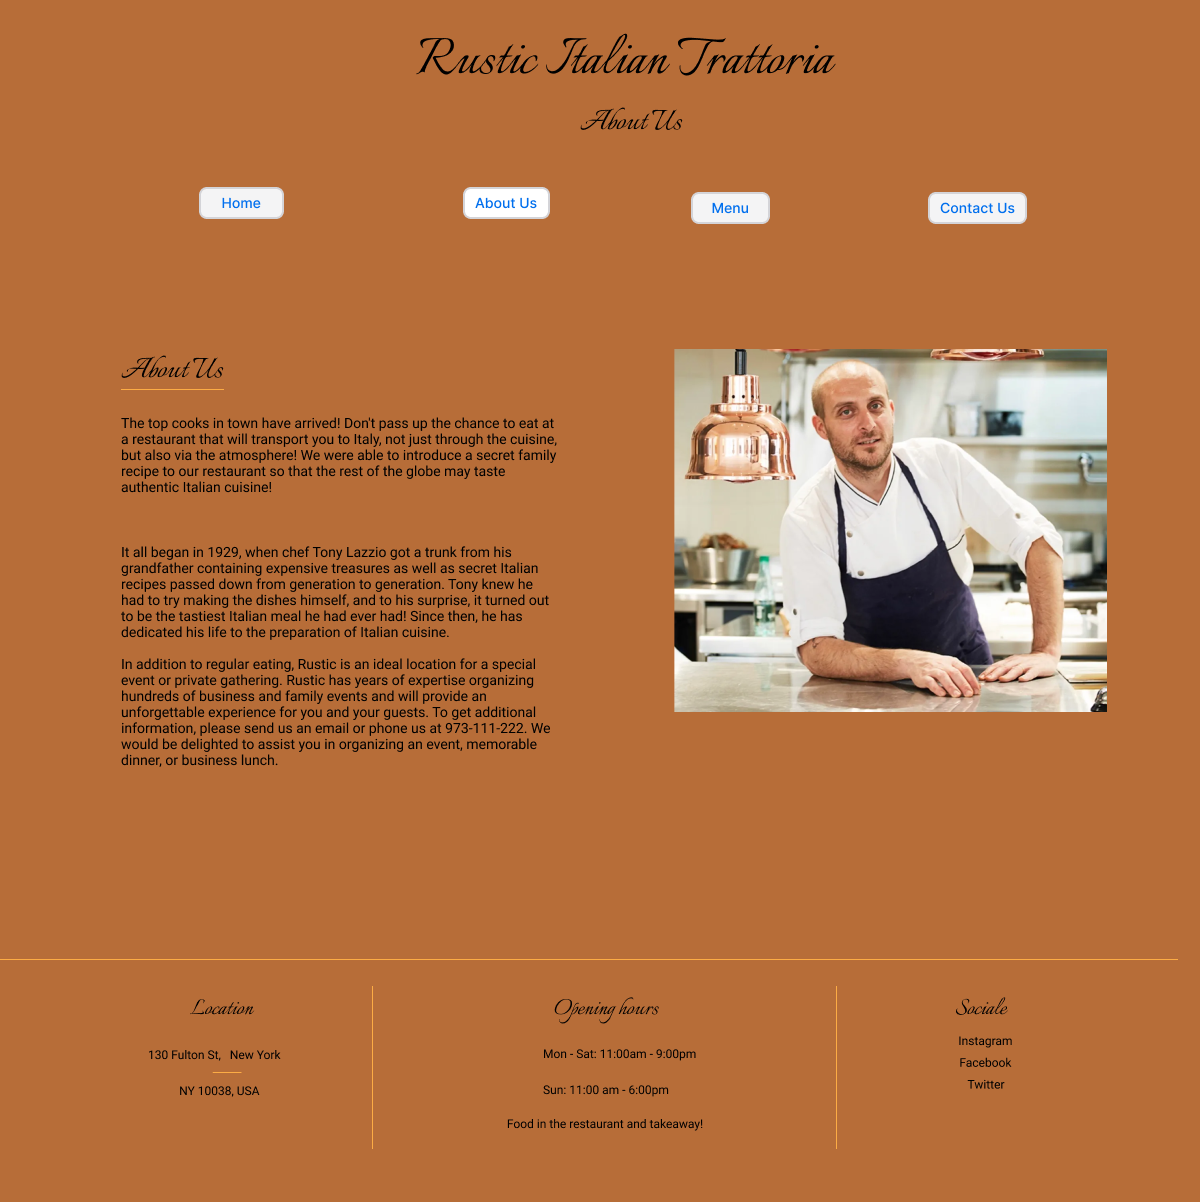 Rustic Italian Trattoria
About Us
Home
About Us
Menu
Contact Us
About Us
The top cooks in town have arrived! Don't pass up the chance to eat at
a restaurant that will transport you to Italy, not just through the cuisine,
but also via the atmosphere! We were able to introduce a secret family
recipe to our restaurant so that the rest of the globe may taste
authentic Italian cuisine!
It all began in 1929, when chef Tony Lazzio got a trunk from his
grandfather containing expensive treasures as well as secret Italian
recipes passed down from generation to generation. Tony knew he
had to try making the dishes himself, and to his surprise, it turned out
to be the tastiest Italian meal he had ever had! Since then, he has
dedicated his life to the preparation of Italian cuisine.
In addition to regular eating, Rustic is an ideal location for a special
event or private gathering. Rustic has years of expertise organizing
hundreds of business and family events and will provide an
unforgettable experience for you and your guests. To get additional
information, please send us an email or phone us at 973-111-222. We
would be delighted to assist you in organizing an event, memorable
dinner, or business lunch.
Location
130 Fulton St, New York
NY 10038, USA
Opening hours
Mon - Sat: 11:00am - 9:00pm
Sun: 11:00 am - 6:00pm
Food in the restaurant and takeaway!
Sociale
Instagram
Facebook
Twitter